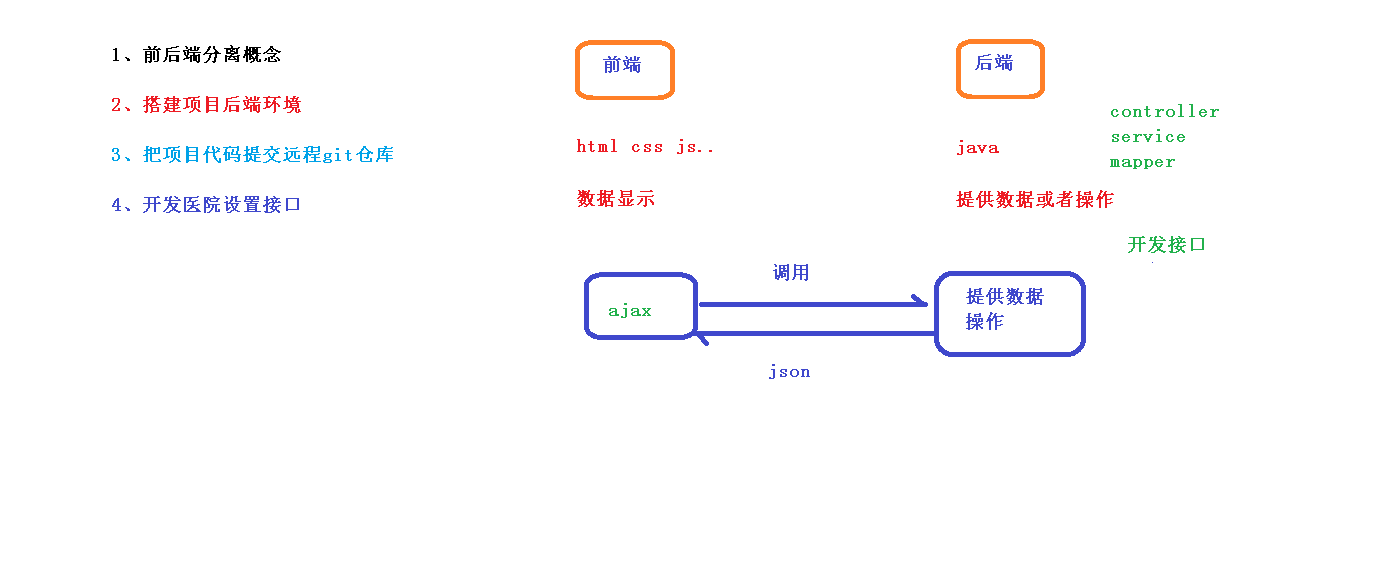 1、前后端分离概念
2、搭建项目后端环境
3、把项目代码提交远程git仓库
4、开发医院设置接口
前端
html css js..
数据显示
后端
java
controller
service
mapper
提供数据或者操作
开发接口
ajax
调用
json
提供数据
操作